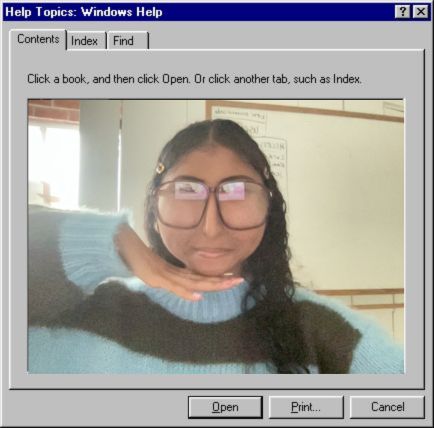 Help Topics: Windows Help
Contents
Index
Find
Click a book, and then click Open. Or click another tab, such as Index.
Open
Print...
Cancel